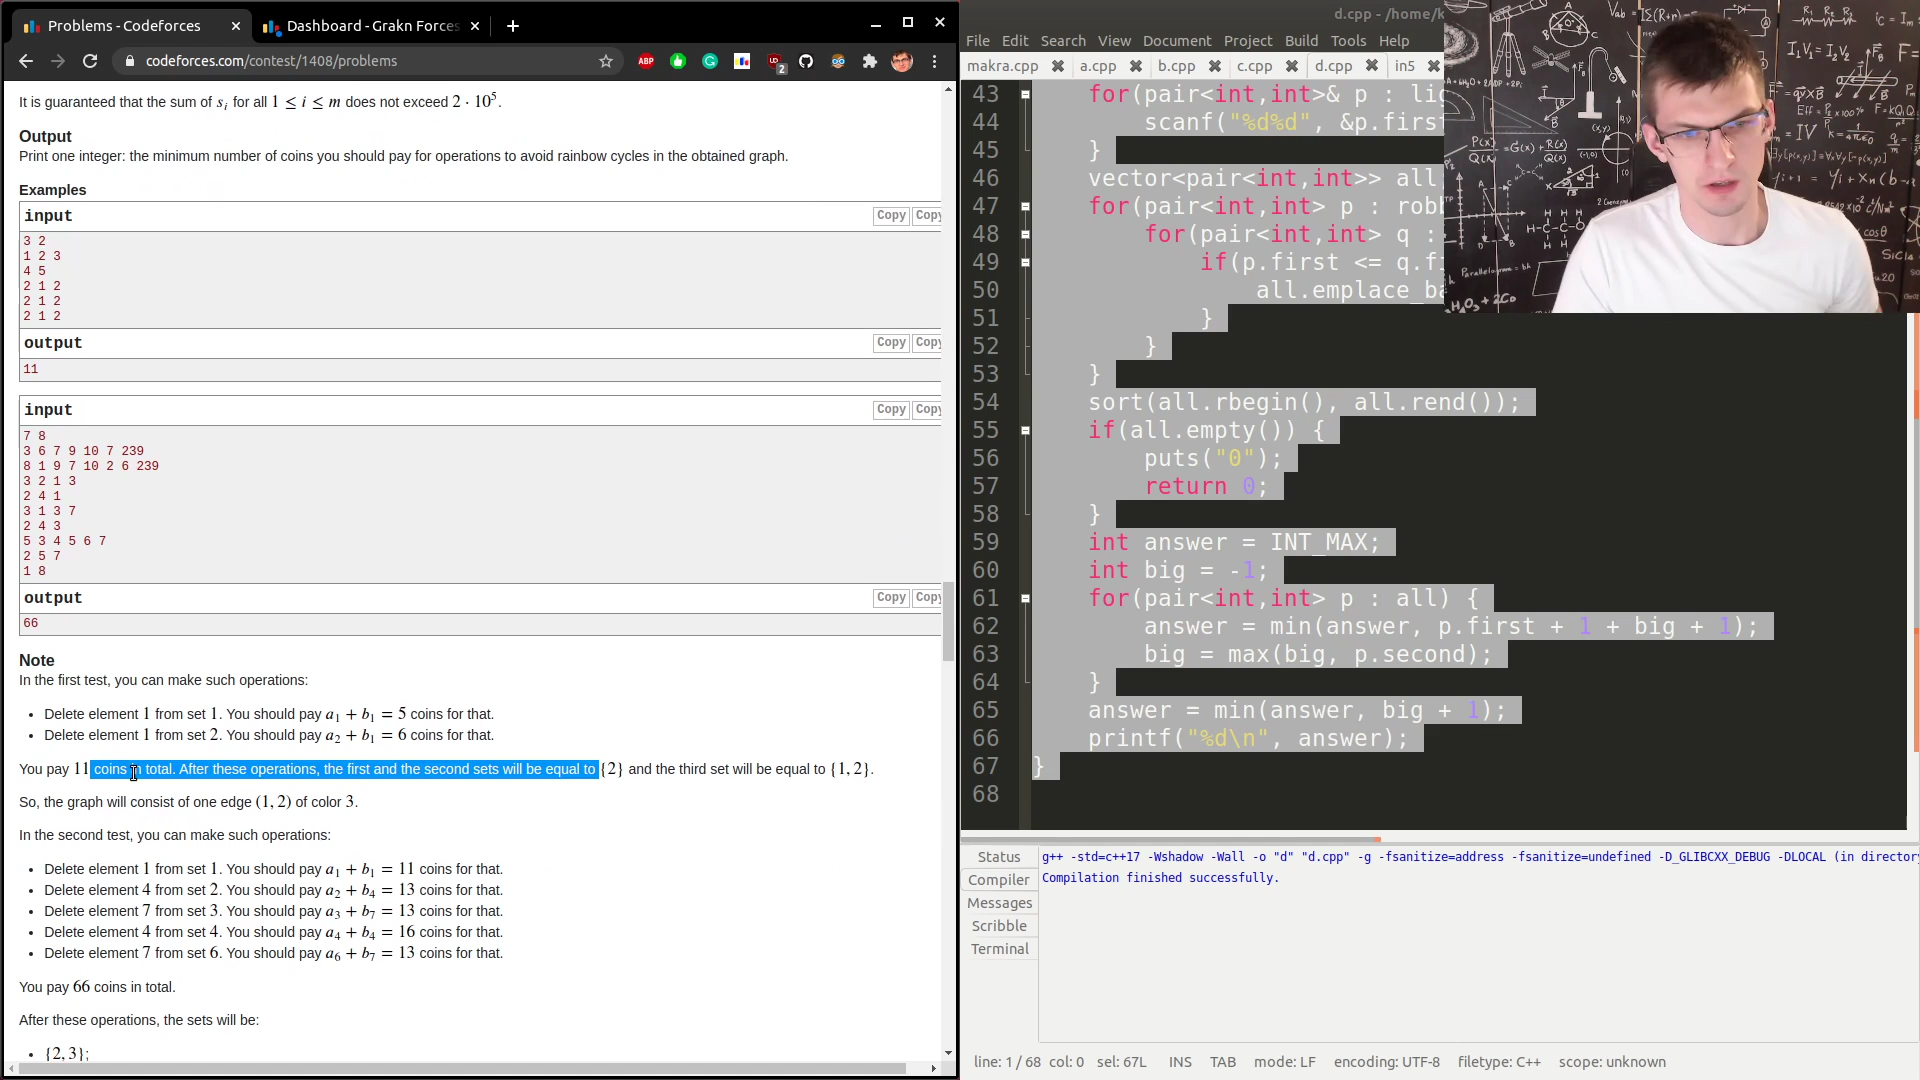 Problems - Codeforces
Dashboard - Grakn Forces
codeforces.com/contest/1408/problems
It is guaranteed that the sum of s_i for all 1 ≤ i ≤ m does not exceed 2 · 10^5.
Output
Print one integer: the minimum number of coins you should pay for operations to avoid rainbow cycles in the obtained graph.
Examples
input
Copy
3 2
1 2 3
4 5
2 1 2
2 1 2
2 1 2
output
Copy
11
input
Copy
7 8
3 6 7 9 10 7 239
8 1 9 7 10 2 6 239
3 2 1 3
2 4 1
3 1 3 7
2 4 3
5 3 4 5 6 7
2 5 7
1 8
output
Copy
66
Note
In the first test, you can make such operations:
• Delete element 1 from set 1. You should pay a_1 + b_1 = 5 coins for that.
• Delete element 1 from set 2. You should pay a_2 + b_1 = 6 coins for that.
You pay 11 coins in total. After these operations, the first and the second sets will be equal to {2} and the third set will be equal to {1, 2}.
So, the graph will consist of one edge (1, 2) of color 3.
In the second test, you can make such operations:
• Delete element 1 from set 1. You should pay a_1 + b_1 = 11 coins for that.
• Delete element 4 from set 2. You should pay a_2 + b_4 = 13 coins for that.
• Delete element 7 from set 3. You should pay a_3 + b_7 = 13 coins for that.
• Delete element 4 from set 4. You should pay a_4 + b_4 = 16 coins for that.
• Delete element 7 from set 6. You should pay a_6 + b_7 = 13 coins for that.
You pay 66 coins in total.
After these operations, the sets will be:
• {2, 3};
d.cpp - /home/k
File Edit Search View Document Project Build Tools Help
makra.cpp a.cpp b.cpp c.cpp d.cpp in5
43 for(pair<int,int>& p : lig
44 scanf("%d%d", &p.first
45 }
46 vector<pair<int,int>> all
47 for(pair<int,int> p : robb
48 for(pair<int,int> q :
49 if(p.first <= q.fi
50 all.emplace_ba
51 }
52 }
53 }
54 sort(all.rbegin(), all.rend());
55 if(all.empty()) {
56 puts("0");
57 return 0;
58 }
59 int answer = INT_MAX;
60 int big = -1;
61 for(pair<int,int> p : all) {
62 answer = min(answer, p.first + 1 + big + 1);
63 big = max(big, p.second);
64 }
65 answer = min(answer, big + 1);
66 printf("%d\n", answer);
67 }
68
Status
Compiler
Messages
Scribble
Terminal
g++ -std=c++17 -Wshadow -Wall -o "d" "d.cpp" -g -fsanitize=address -fsanitize=undefined -D_GLIBCXX_DEBUG -DLOCAL (in directory
Compilation finished successfully.
line: 1 / 68 col: 0 sel: 67L INS TAB mode: LF encoding: UTF-8 filetype: C++ scope: unknown